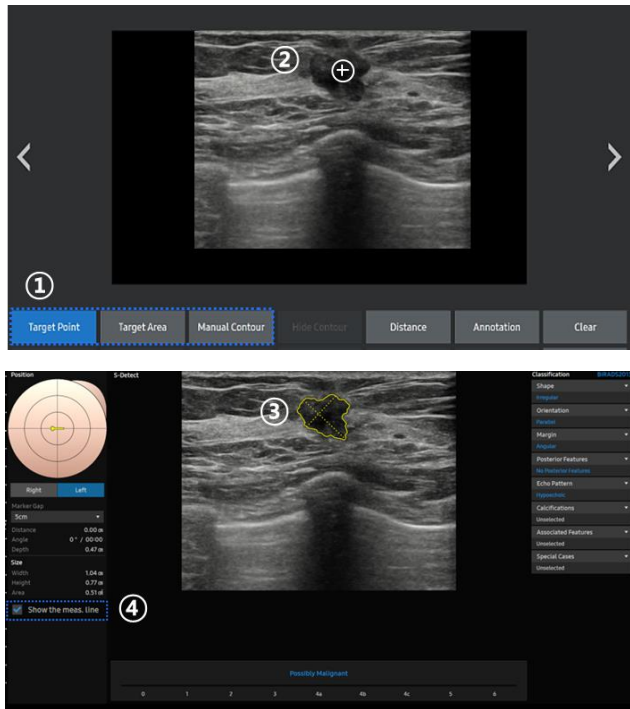 ②
①
Target Point
Target Area
Manual Contour
Hide Contour
Distance
Annotation
Clear
Position
Right
Left
Marker Gap
5cm
Distance 0.00 cm
Angle 0 ° / 00:00
Depth 0.47 cm
Size
Width 1.04 cm
Height 0.77 cm
Area 0.51 cm²
Show the meas. line
④
S-Detect
③
Possibly Malignant
0 1 2 3 4a 4b 4c 5 6
Classification
Shape
Irregular
Orientation
Parallel
Margin
Angular
Posterior Features
No Posterior Features
Echo Pattern
Hypoechoic
Calcifications
Unselected
Associated Features
Unselected
Special Cases
Unselected